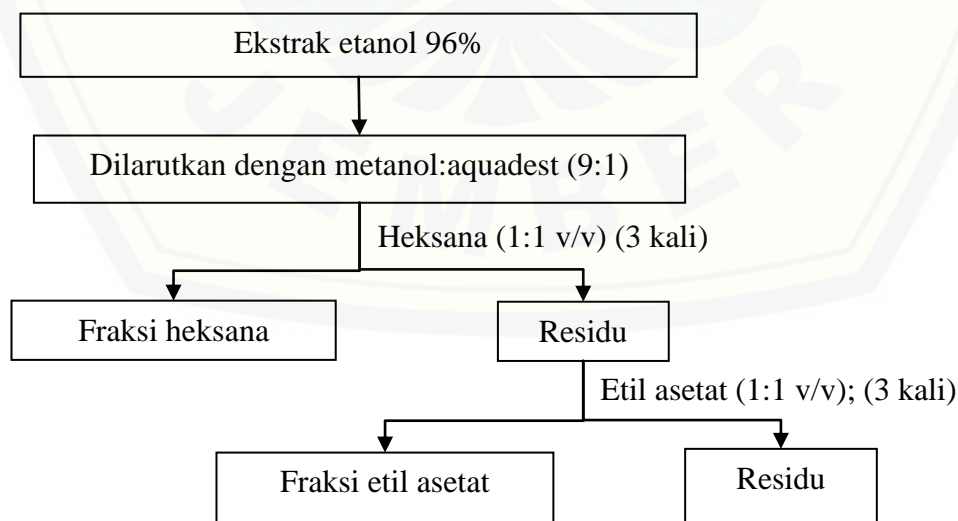 Ekstrak etanol 96%
Dilarutkan dengan metanol:aquadest (9:1)
Heksana (1:1 v/v) (3 kali)
Fraksi heksana
Residu
Etil asetat (1:1 v/v); (3 kali)
Fraksi etil asetat
Residu
JEMBER